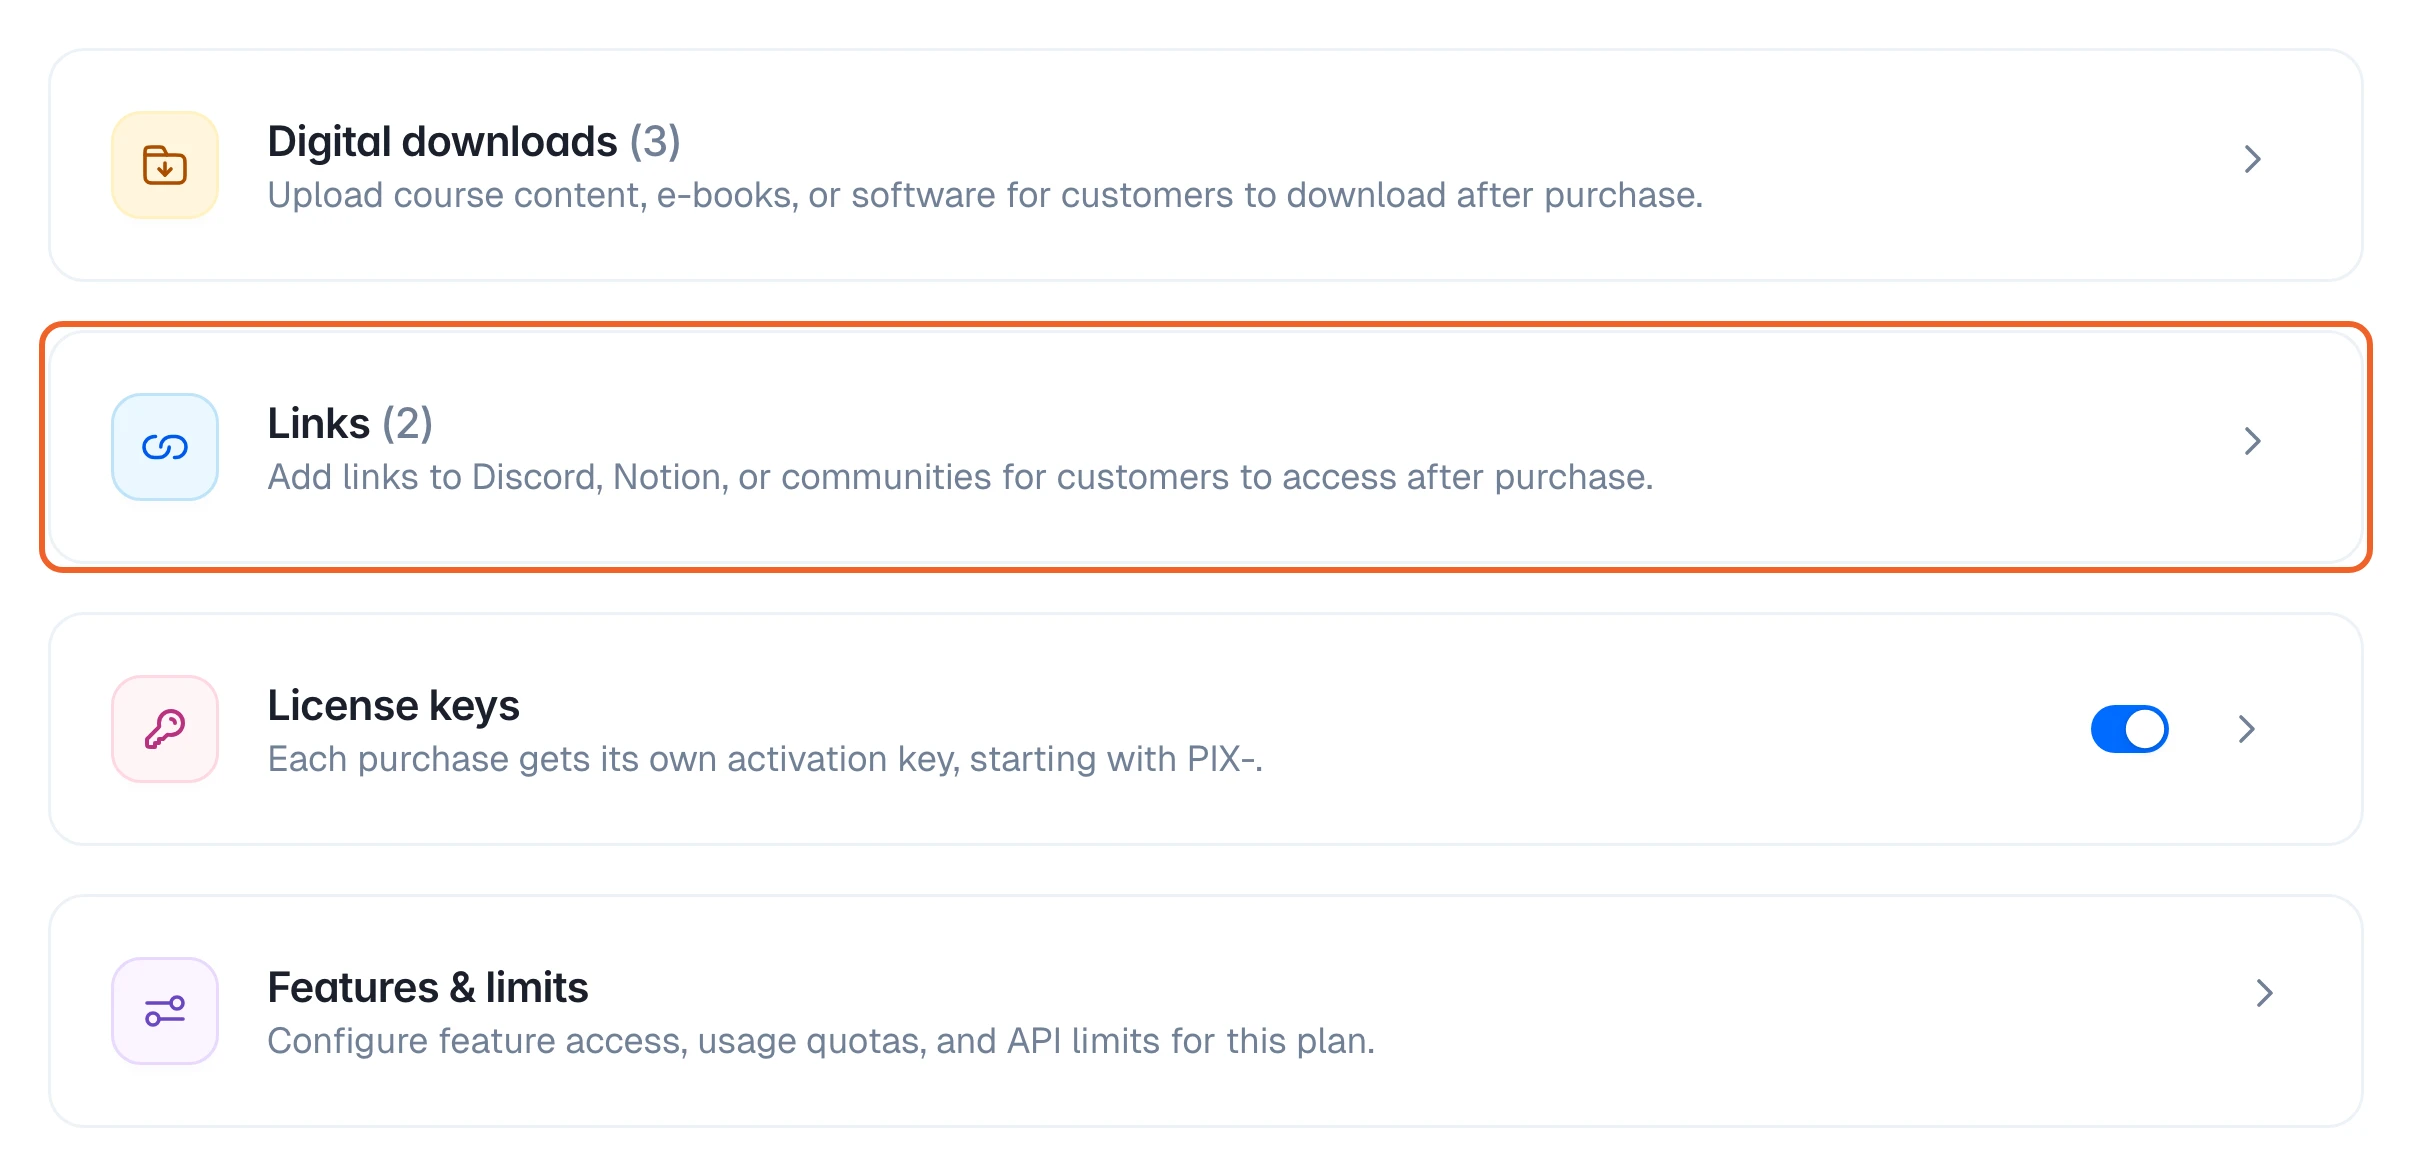 Digital downloads (3)
Upload course content, e-books, or software for customers to download after purchase.
Links (2)
Add links to Discord, Notion, or communities for customers to access after purchase.
License keys
Each purchase gets its own activation key, starting with PIX-.
Features & limits
Configure feature access, usage quotas, and API limits for this plan.